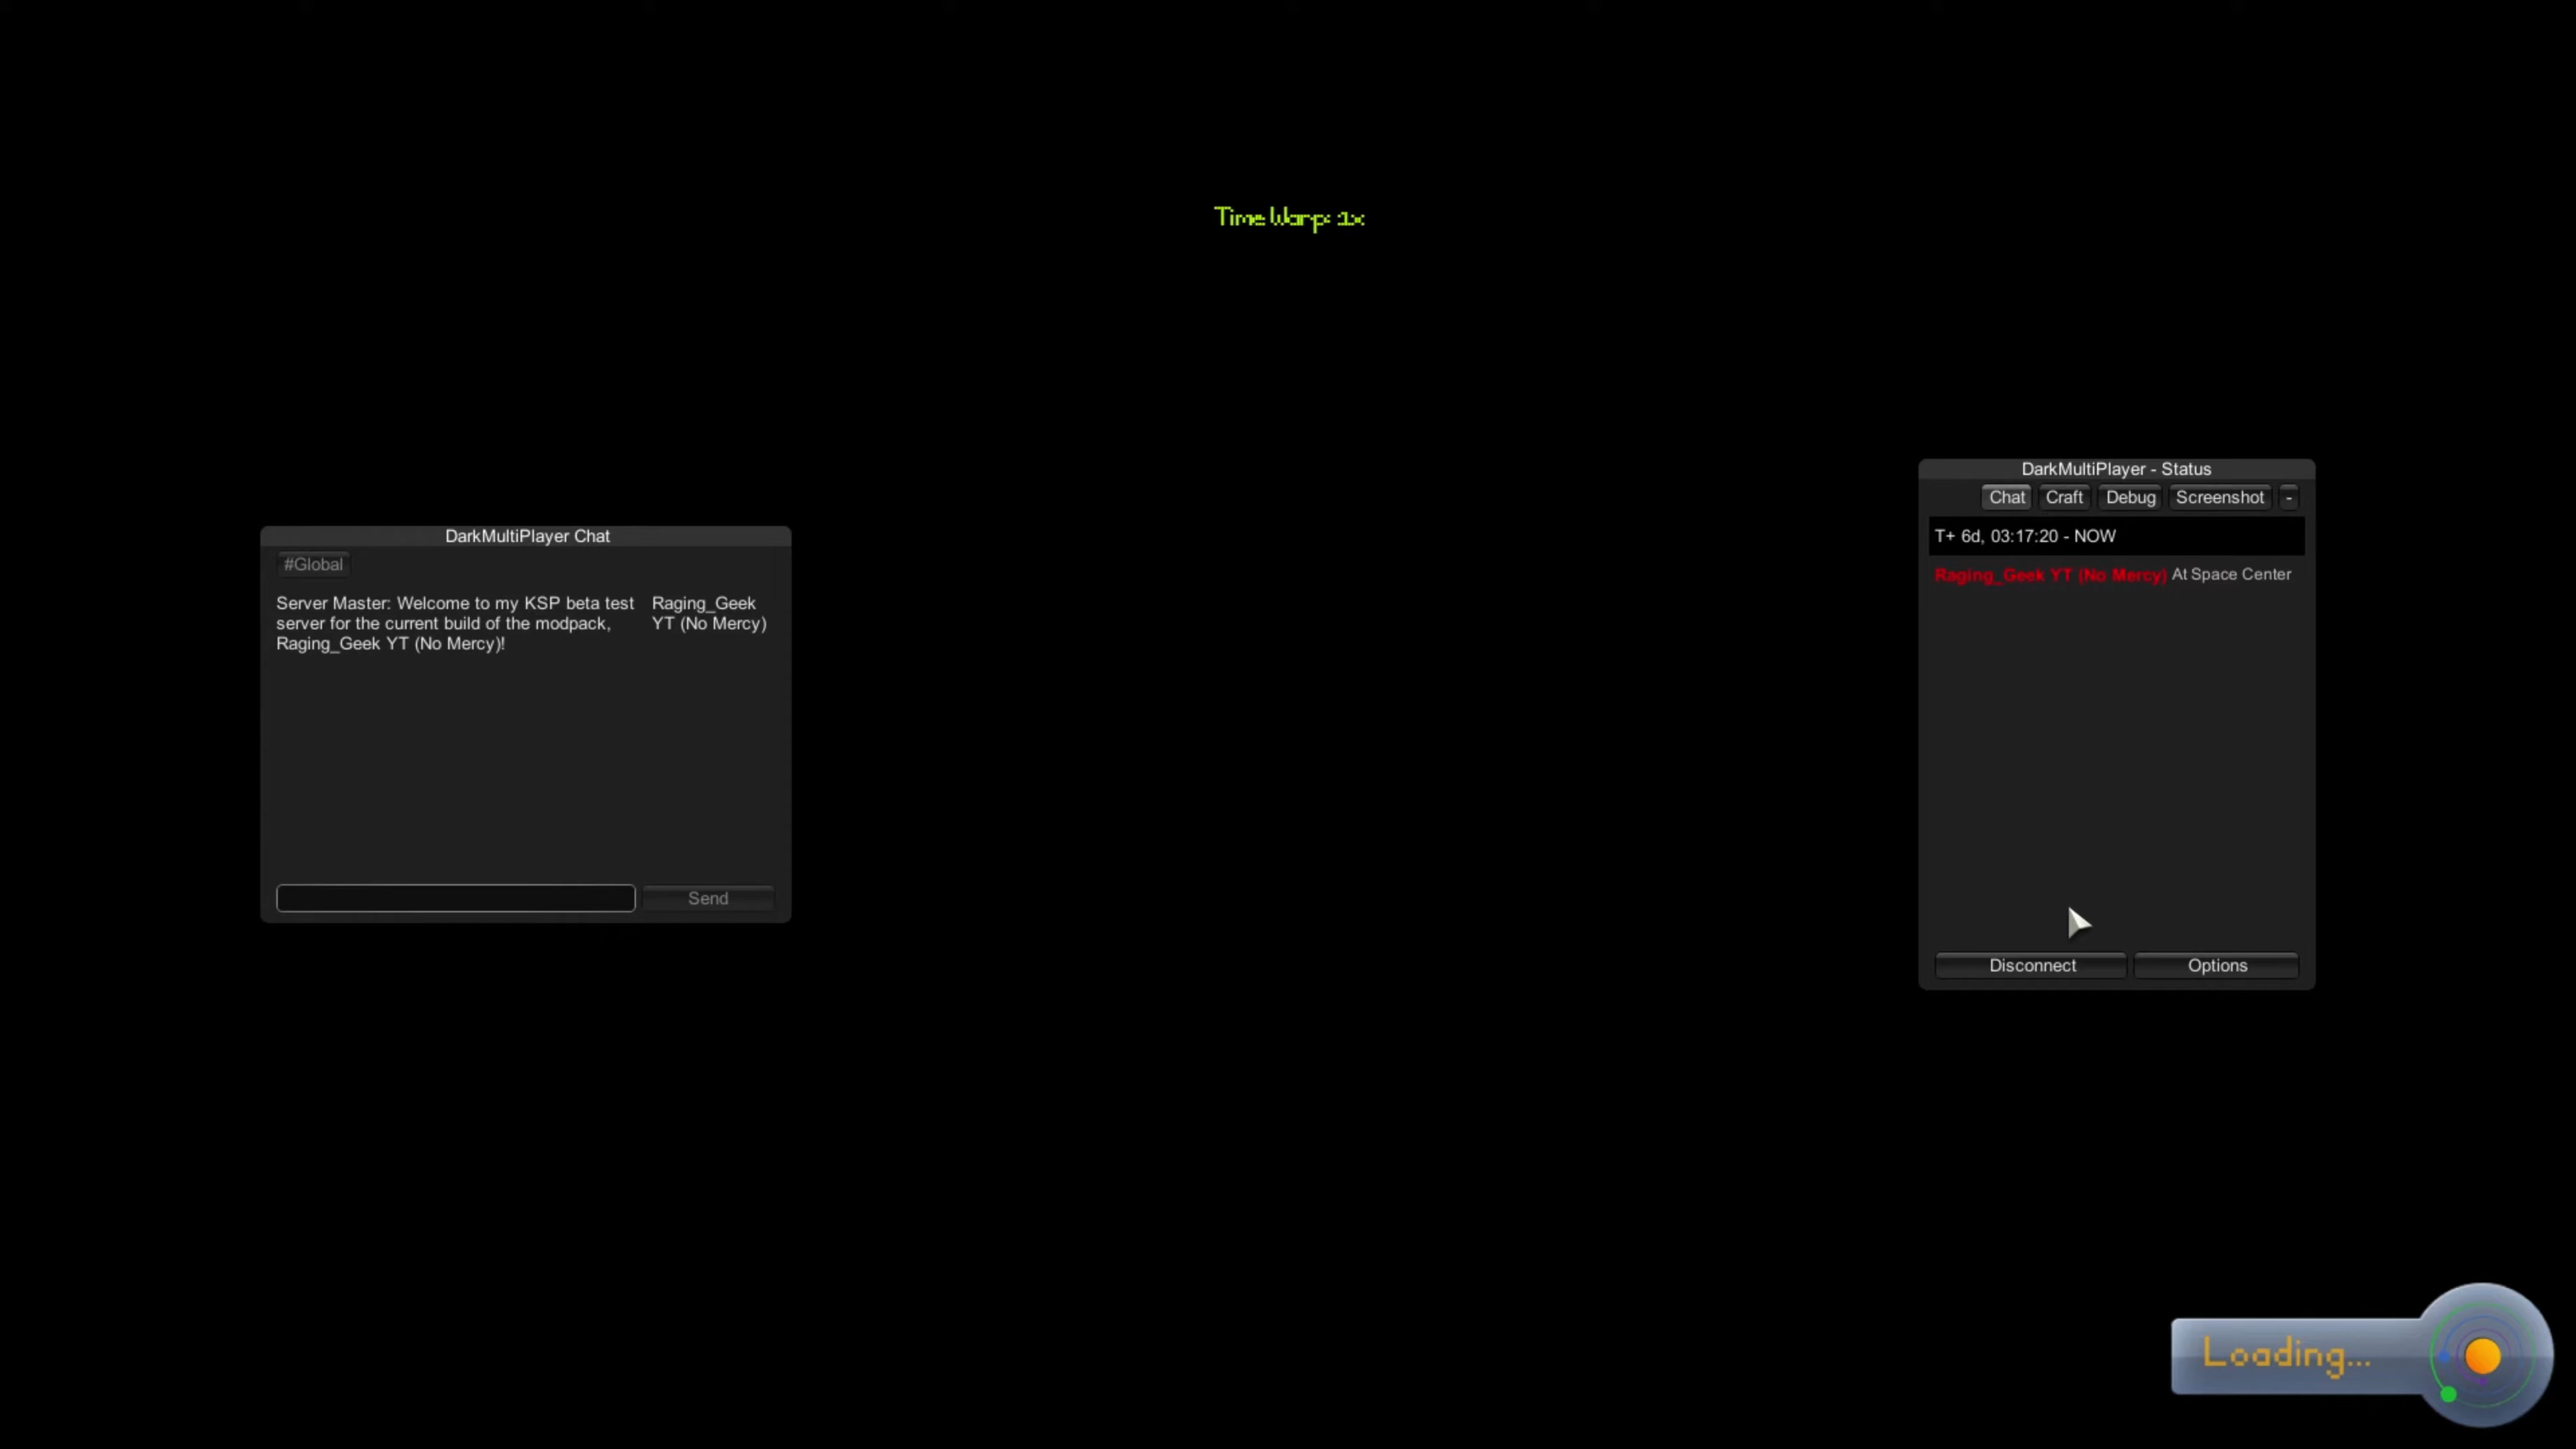 Time Warp: 1x
DarkMultiPlayer Chat
#Global
Server Master: Welcome to my KSP beta test
server for the current build of the modpack,
Raging_Geek YT (No Mercy)!
Raging_Geek
YT (No Mercy)
Send
DarkMultiPlayer - Status
Chat Craft Debug Screenshot -
T+ 6d, 03:17:20 - NOW
Raging_Geek YT (No Mercy) At Space Center
Disconnect Options
Loading...